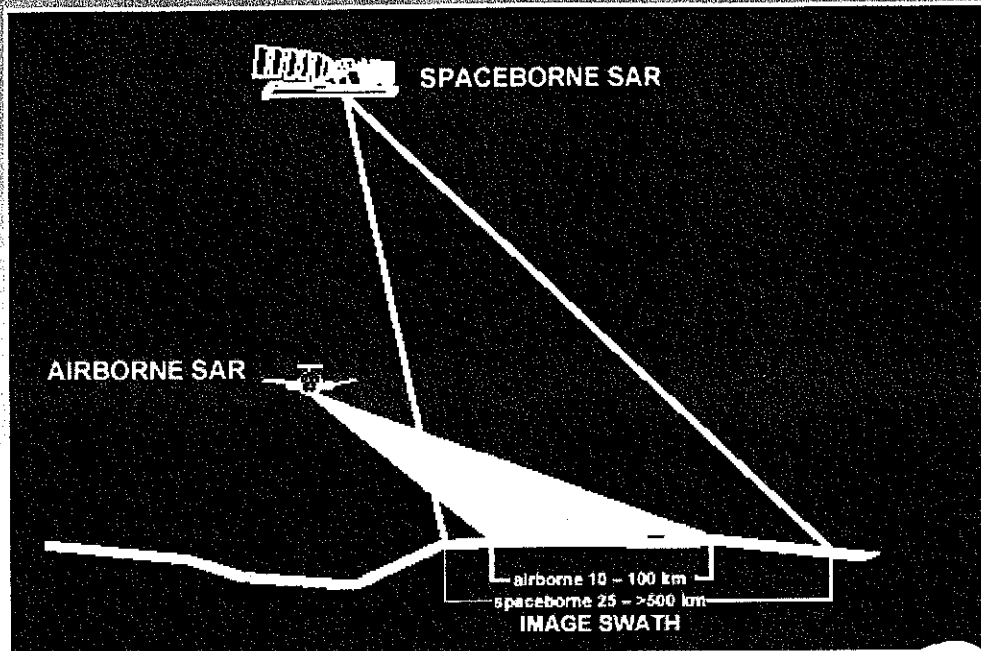 SPACEBORNE SAR
AIRBORNE SAR
airborne 10 – 100 km
spaceborne 25 – >500 km
IMAGE SWATH